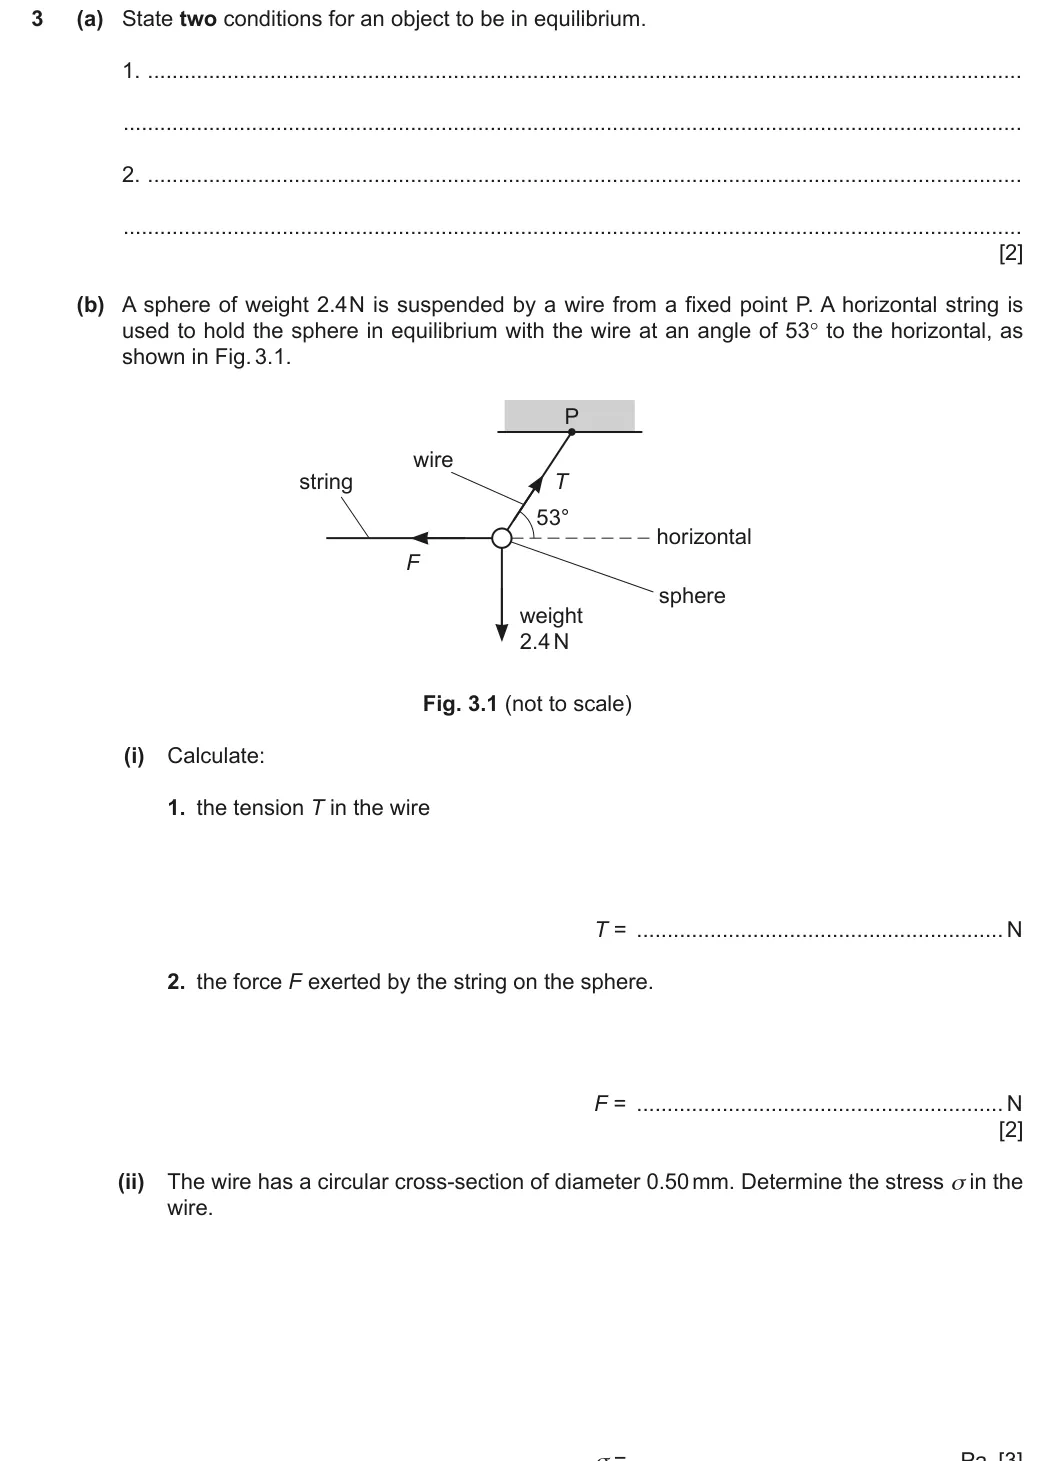 3 (a) State two conditions for an object to be in equilibrium.
1. ................................................................................................................................................
....................................................................................................................................................
2. ................................................................................................................................................
....................................................................................................................................................
[2]
(b) A sphere of weight 2.4 N is suspended by a wire from a fixed point P. A horizontal string is
used to hold the sphere in equilibrium with the wire at an angle of 53° to the horizontal, as
shown in Fig. 3.1.
P
wire
string
T
53°
horizontal
F
sphere
weight
2.4 N
Fig. 3.1 (not to scale)
(i) Calculate:
1. the tension T in the wire
T = ............................................................ N
2. the force F exerted by the string on the sphere.
F = ............................................................ N
[2]
(ii) The wire has a circular cross-section of diameter 0.50 mm. Determine the stress σ in the
wire.